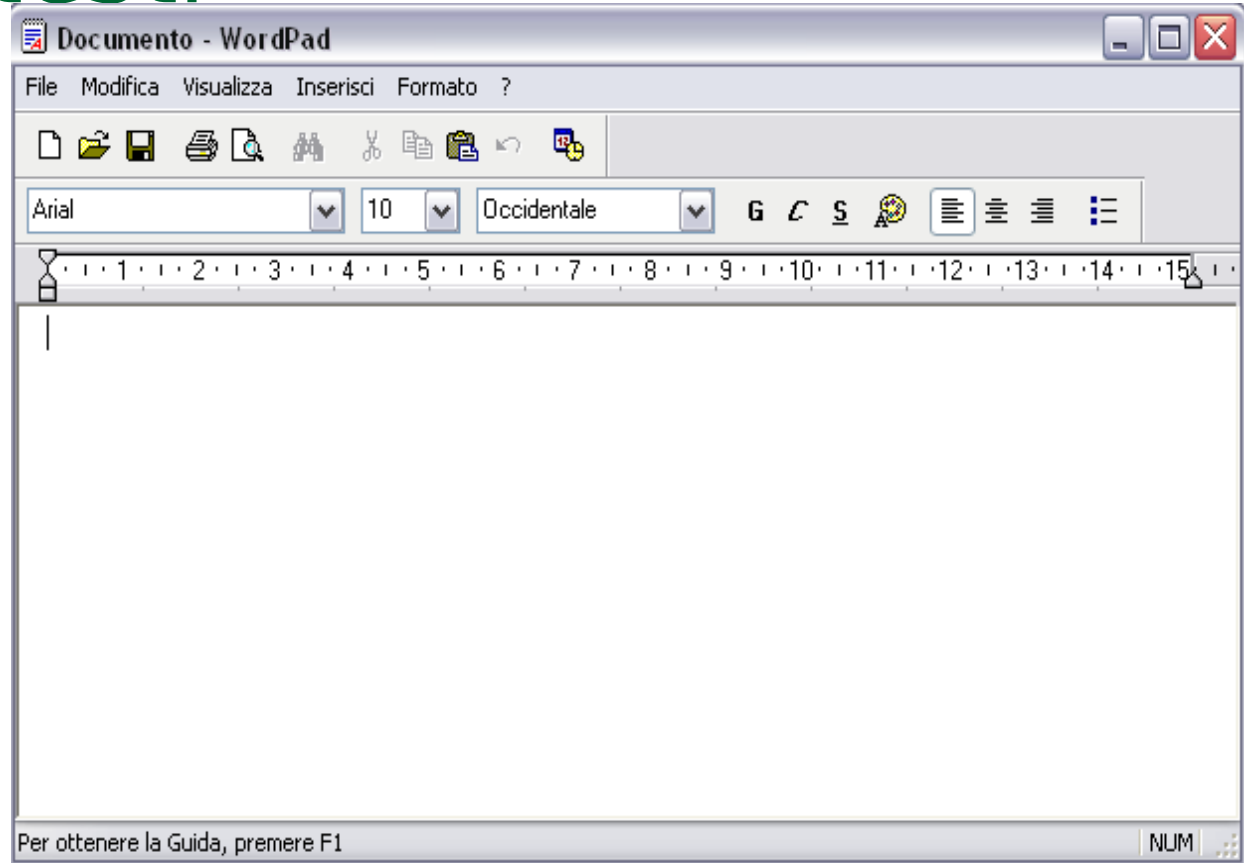 Documento - WordPad
File Modifica Visualizza Inserisci Formato ?
Arial 10 Occidentale G C S
1 2 3 4 5 6 7 8 9 10 11 12 13 14 15
Per ottenere la Guida, premere F1 NUM